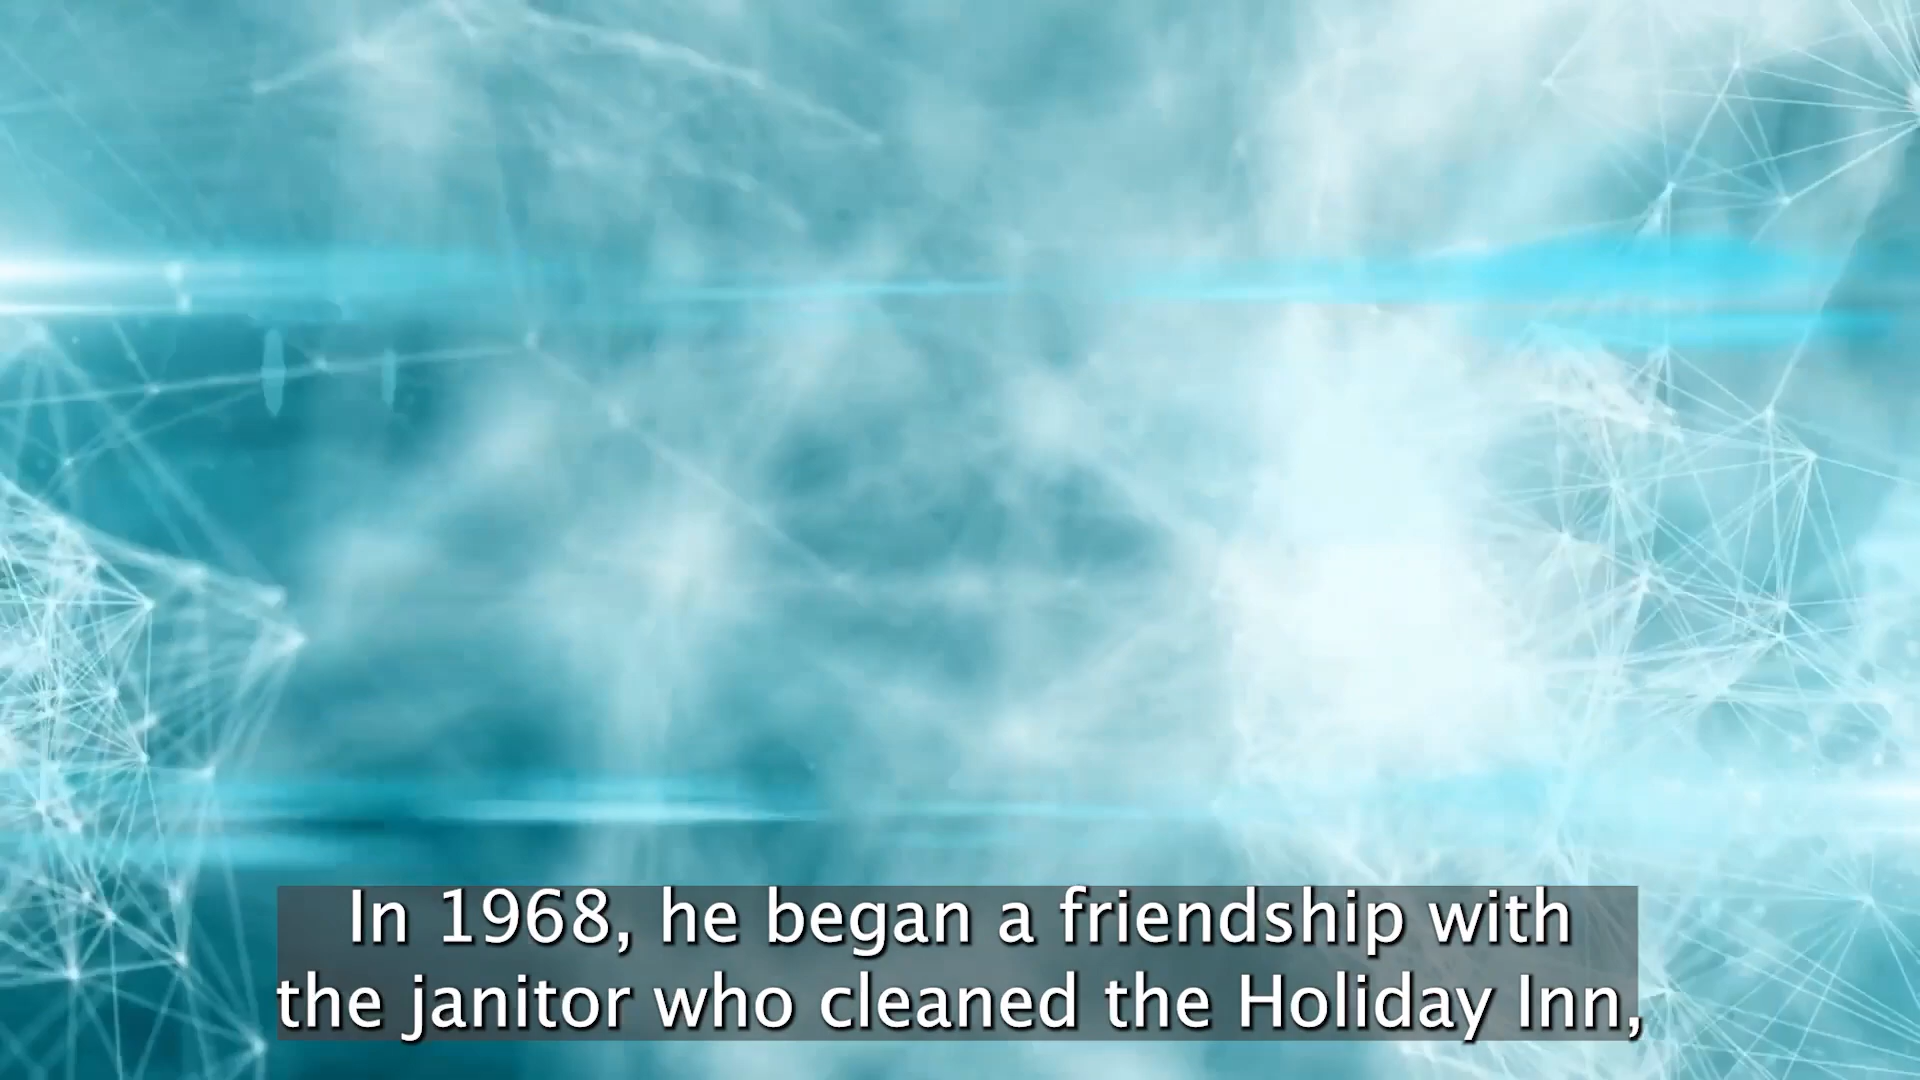 In 1968, he began a friendship with
the janitor who cleaned the Holiday Inn,